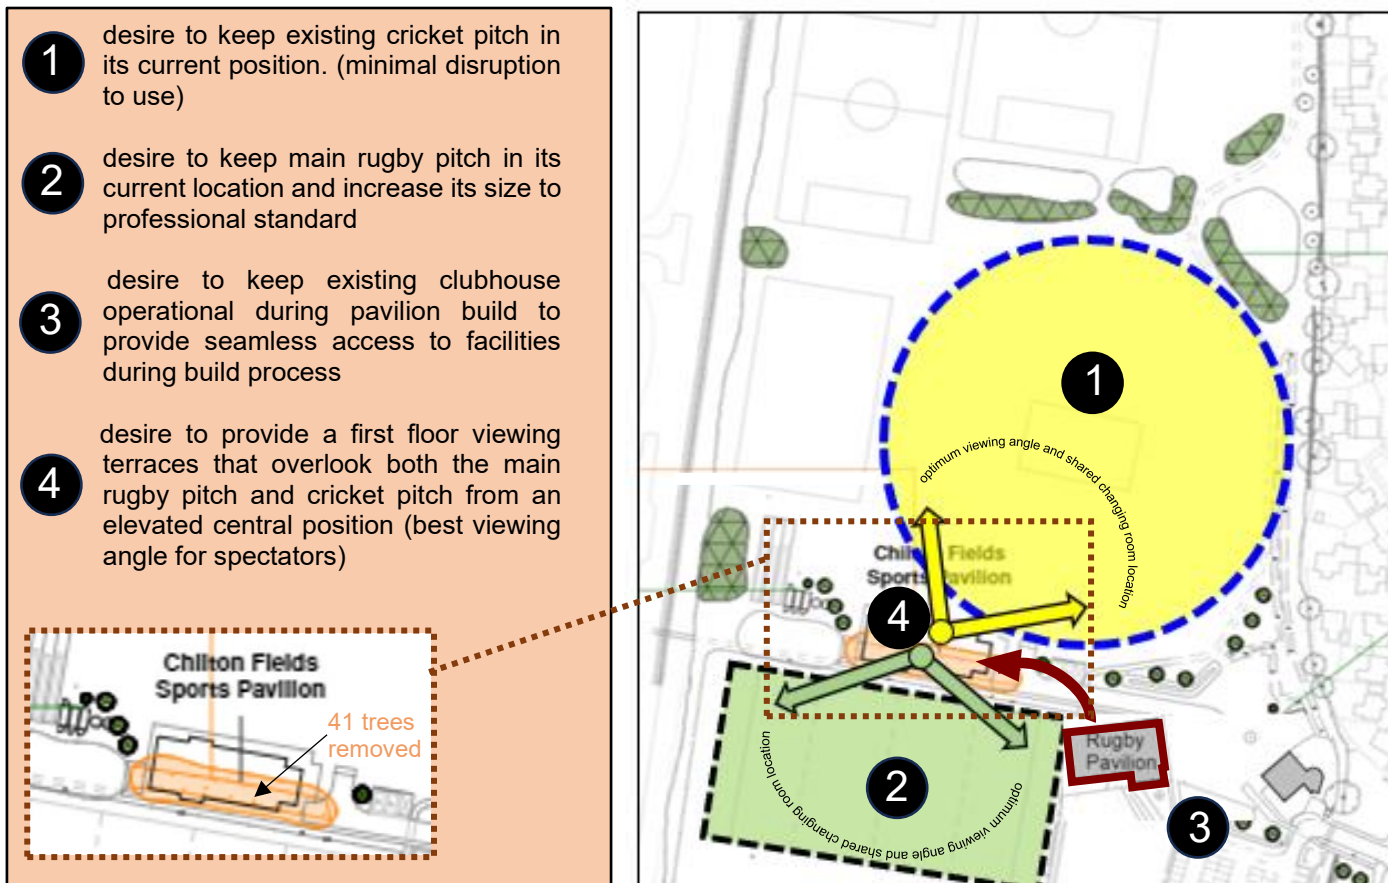 1
desire to keep existing cricket pitch in
its current position. (minimal disruption
to use)
2
desire to keep main rugby pitch in its
current location and increase its size to
professional standard
3
desire to keep existing clubhouse
operational during pavilion build to
provide seamless access to facilities
during build process
4
desire to provide a first floor viewing
terraces that overlook both the main
rugby pitch and cricket pitch from an
elevated central position (best viewing
angle for spectators)
Chilton Fields
Sports Pavilion
41 trees
removed
1
optimum viewing angle and shared changing room location
Chilton Fields
Sports Pavilion
4
Rugby
Pavilion
2
optimum viewing angle and shared changing room location
3